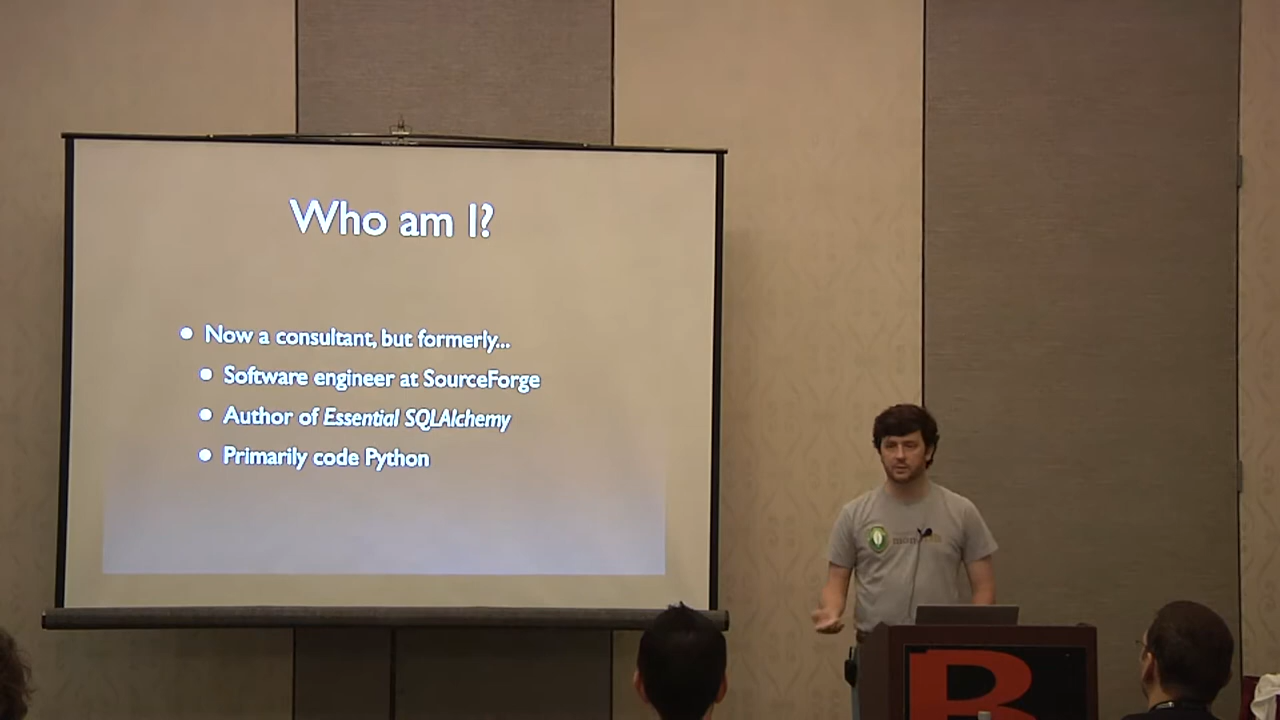 Who am I?
• Now a consultant, but formerly...
• Software engineer at SourceForge
• Author of Essential SQLAlchemy
• Primarily code Python
B